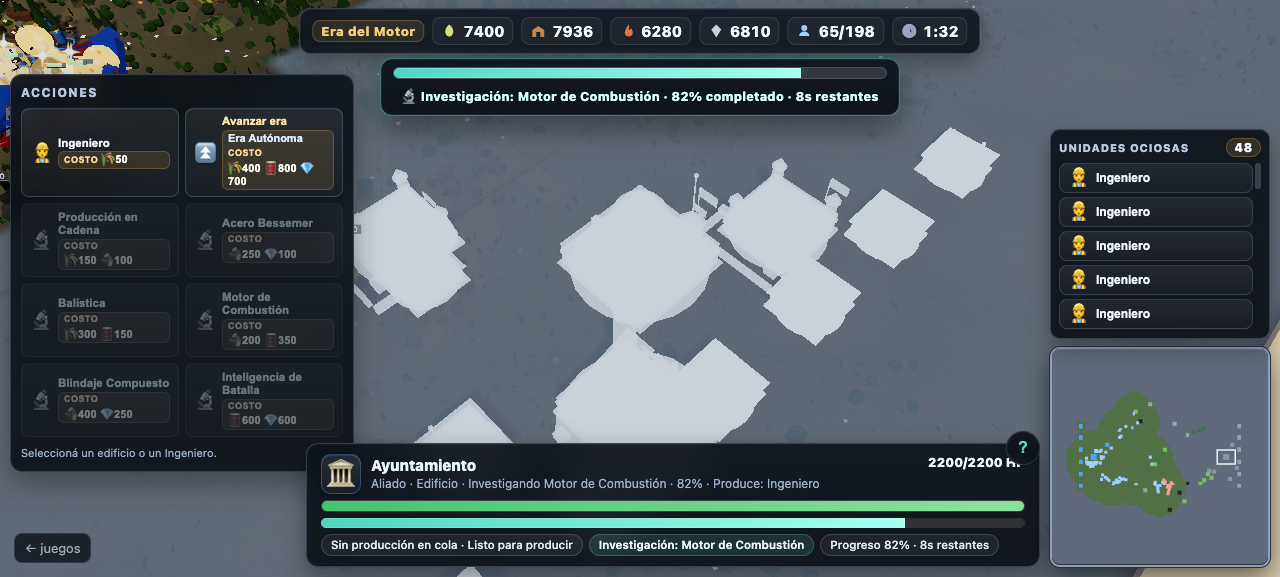 Era del Motor 7400 7936 6280 6810 65/198 1:32
Investigación: Motor de Combustión · 82% completado · 8s restantes
ACCIONES
Ingeniero
COSTO 50
Avanzar era
Era Autónoma
COSTO
400 800
700
Producción en
Cadena
COSTO
150 100
Acero Bessemer
COSTO
250 100
Balística
COSTO
300 150
Motor de
Combustión
COSTO
200 350
Blindaje Compuesto
COSTO
400 250
Inteligencia de
Batalla
COSTO
600 600
Seleccioná un edificio o un Ingeniero.
← juegos
UNIDADES OCIOSAS 48
Ingeniero
Ingeniero
Ingeniero
Ingeniero
Ingeniero
?
Ayuntamiento
2200/2200
Aliado · Edificio · Investigando Motor de Combustión · 82% · Produce: Ingeniero
Sin producción en cola · Listo para producir
Investigación: Motor de Combustión
Progreso 82% · 8s restantes